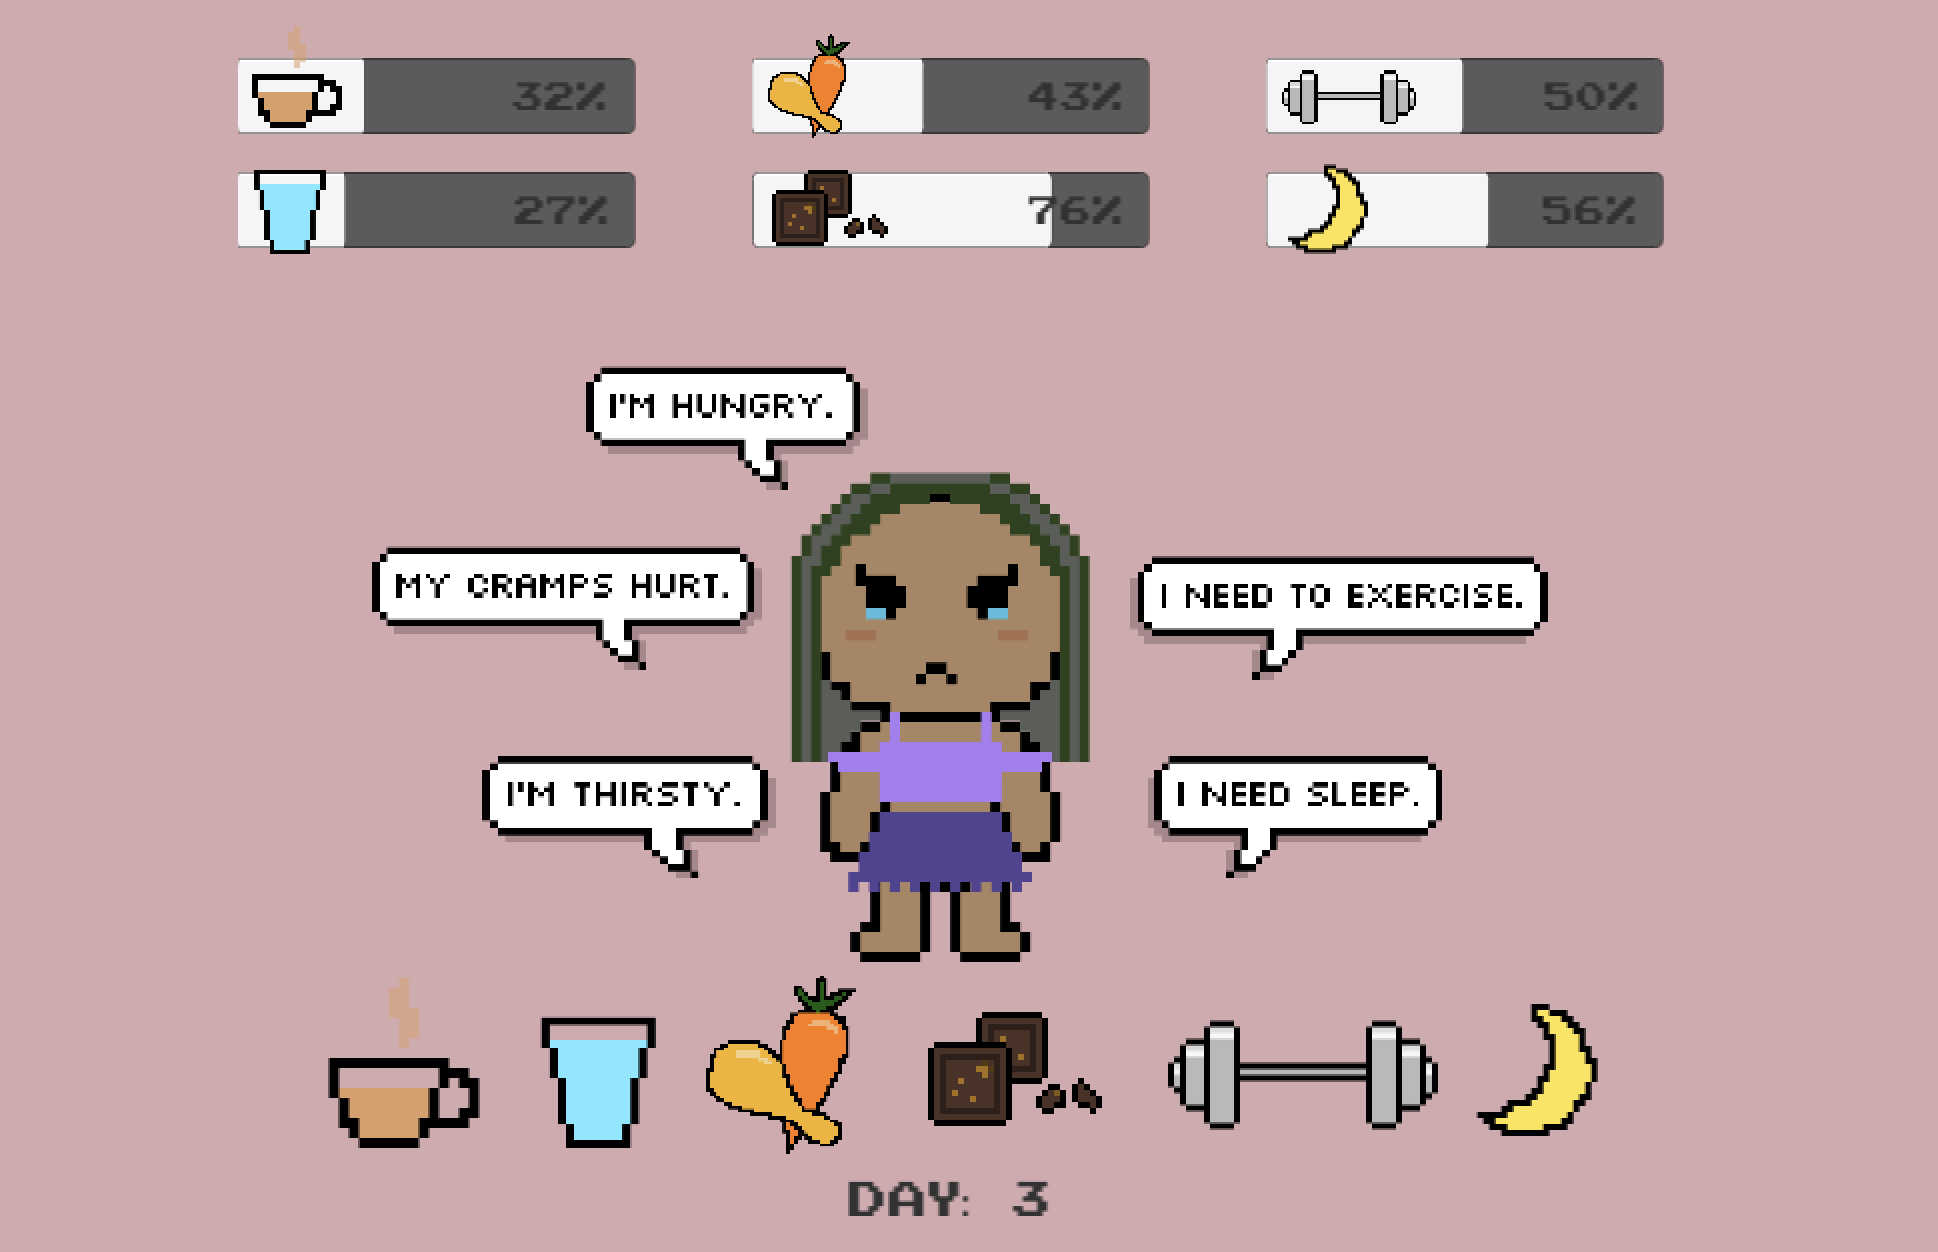 32%
43%
50%
27%
76%
56%
I'M HUNGRY.
MY CRAMPS HURT.
I NEED TO EXERCISE.
I'M THIRSTY.
I NEED SLEEP.
DAY: 3